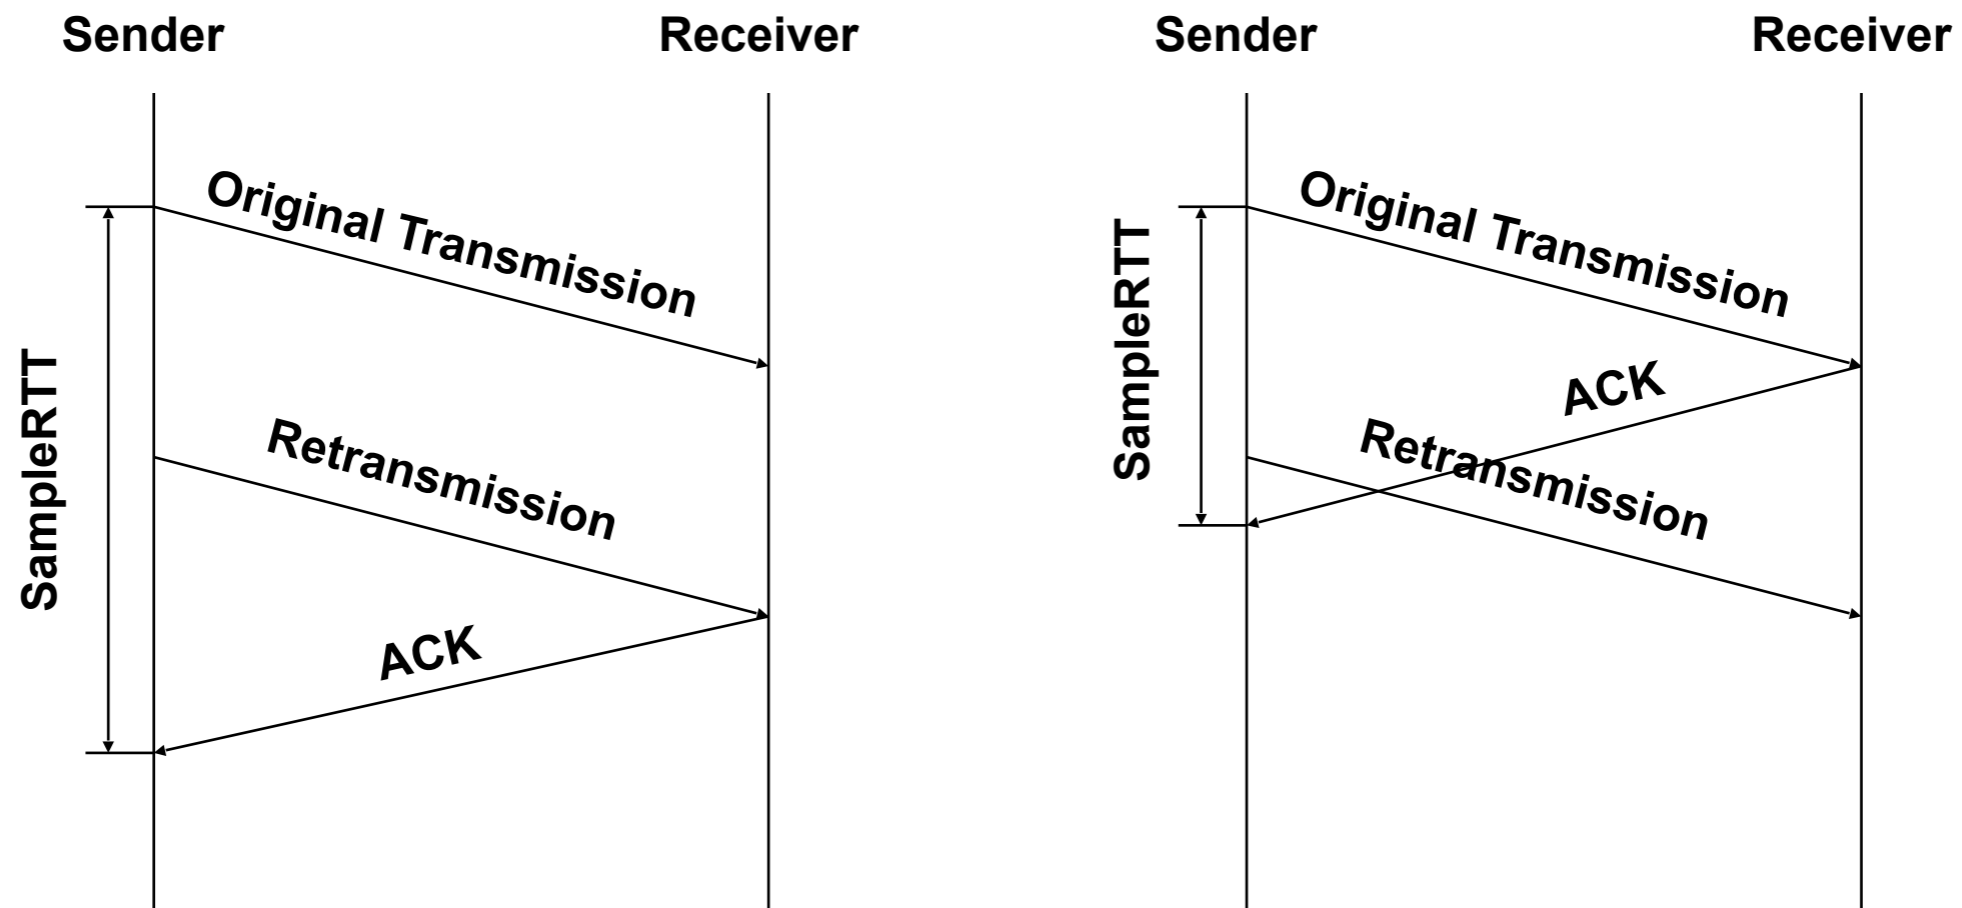 Sender
Receiver
Original Transmission
Retransmission
ACK
SampleRTT
Sender
Receiver
Original Transmission
ACK
Retransmission
SampleRTT